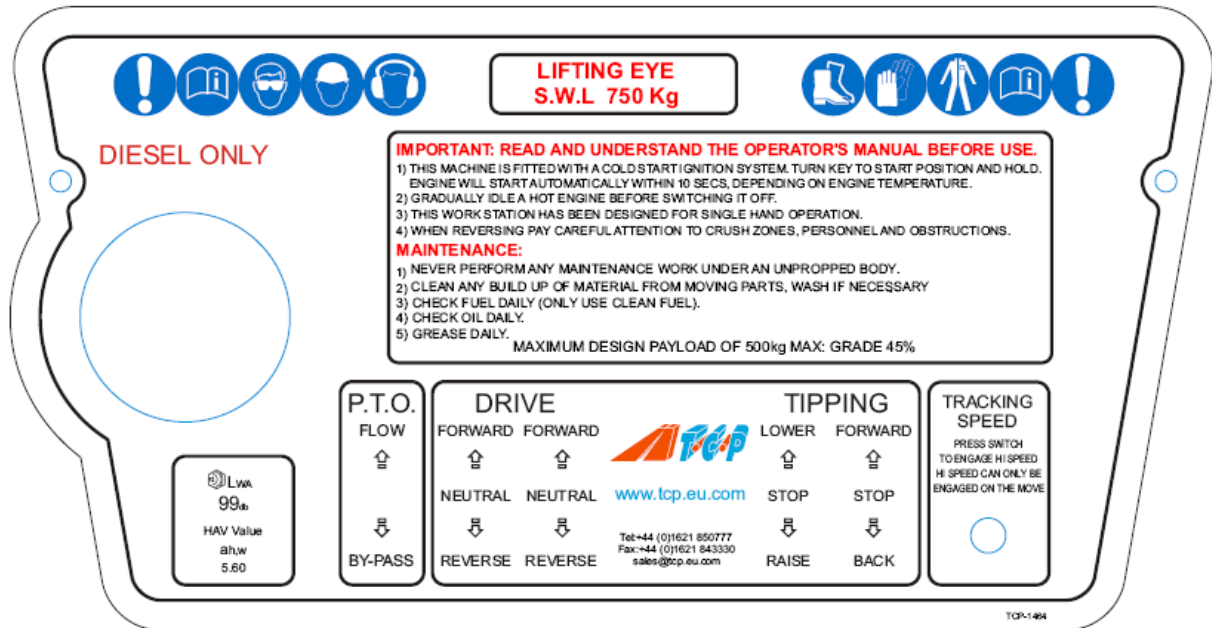 LIFTING EYE
S.W.L 750 Kg
DIESEL ONLY
IMPORTANT: READ AND UNDERSTAND THE OPERATOR'S MANUAL BEFORE USE.
1) THIS MACHINE IS FITTED WITH A COLD START IGNITION SYSTEM. TURN KEY TO START POSITION AND HOLD.
ENGINE WILL START AUTOMATICALLY WITHIN 10 SECS, DEPENDING ON ENGINE TEMPERATURE.
2) GRADUALLY IDLE A HOT ENGINE BEFORE SWITCHING IT OFF.
3) THIS WORK STATION HAS BEEN DESIGNED FOR SINGLE HAND OPERATION.
4) WHEN REVERSING PAY CAREFUL ATTENTION TO CRUSH ZONES, PERSONNEL AND OBSTRUCTIONS.
MAINTENANCE:
1) NEVER PERFORM ANY MAINTENANCE WORK UNDER AN UNPROPPED BODY.
2) CLEAN ANY BUILD UP OF MATERIAL FROM MOVING PARTS, WASH IF NECESSARY
3) CHECK FUEL DAILY (ONLY USE CLEAN FUEL).
4) CHECK OIL DAILY.
5) GREASE DAILY.
MAXIMUM DESIGN PAYLOAD OF 500kg MAX: GRADE 45%
LWA
99db
HAV Value
ah,w
5.60
P.T.O.
FLOW
BY-PASS
DRIVE
FORWARD FORWARD
NEUTRAL NEUTRAL
REVERSE REVERSE
T·C·P
www.tcp.eu.com
Tel:+44 (0)1621 850777
Fax:+44 (0)1621 843330
sales@tcp.eu.com
TIPPING
LOWER FORWARD
STOP STOP
RAISE BACK
TRACKING
SPEED
PRESS SWITCH
TO ENGAGE HI SPEED
HI SPEED CAN ONLY BE
ENGAGED ON THE MOVE
TCP-1464